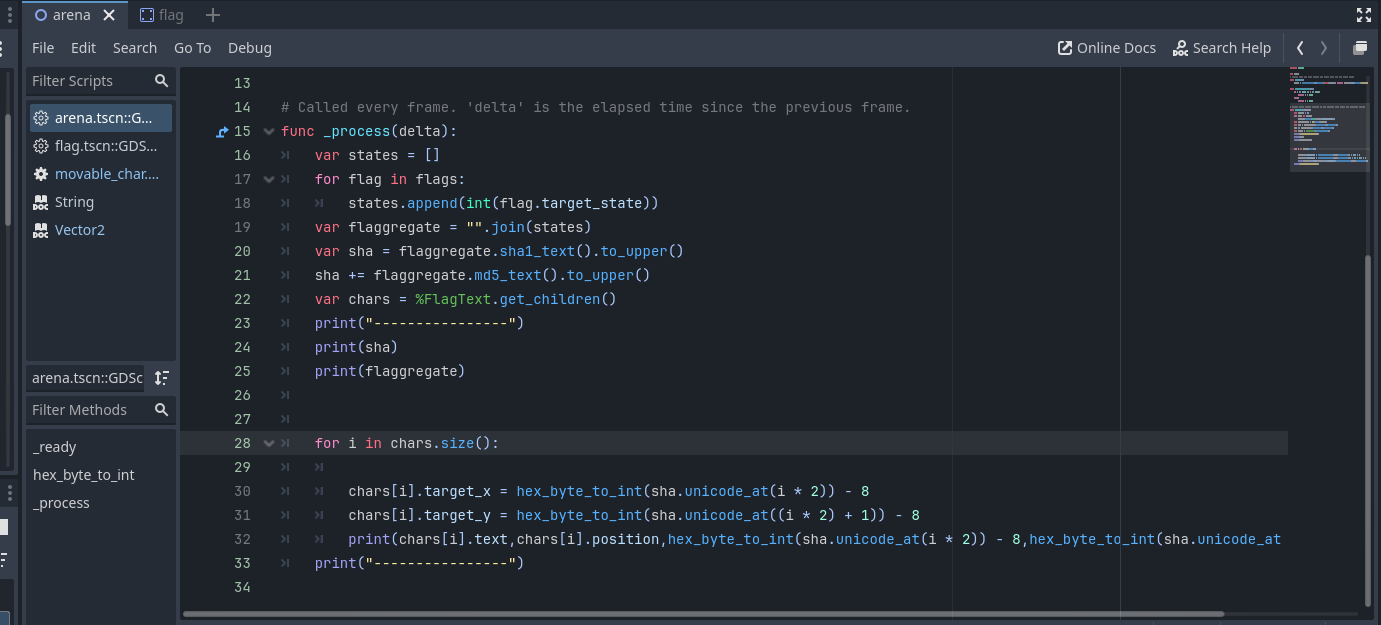 arena
flag
File Edit Search Go To Debug
Online Docs Search Help
Filter Scripts
arena.tscn::G...
flag.tscn::GDS...
movable_char....
String
Vector2
arena.tscn::GDSc
Filter Methods
_ready
hex_byte_to_int
_process
13
14 # Called every frame. 'delta' is the elapsed time since the previous frame.
15 func _process(delta):
16 var states = []
17 for flag in flags:
18 states.append(int(flag.target_state))
19 var flaggregate = "".join(states)
20 var sha = flaggregate.sha1_text().to_upper()
21 sha += flaggregate.md5_text().to_upper()
22 var chars = %FlagText.get_children()
23 print("----------------")
24 print(sha)
25 print(flaggregate)
26
27
28 for i in chars.size():
29
30 chars[i].target_x = hex_byte_to_int(sha.unicode_at(i * 2)) - 8
31 chars[i].target_y = hex_byte_to_int(sha.unicode_at((i * 2) + 1)) - 8
32 print(chars[i].text,chars[i].position,hex_byte_to_int(sha.unicode_at(i * 2)) - 8,hex_byte_to_int(sha.unicode_at
33 print("----------------")
34